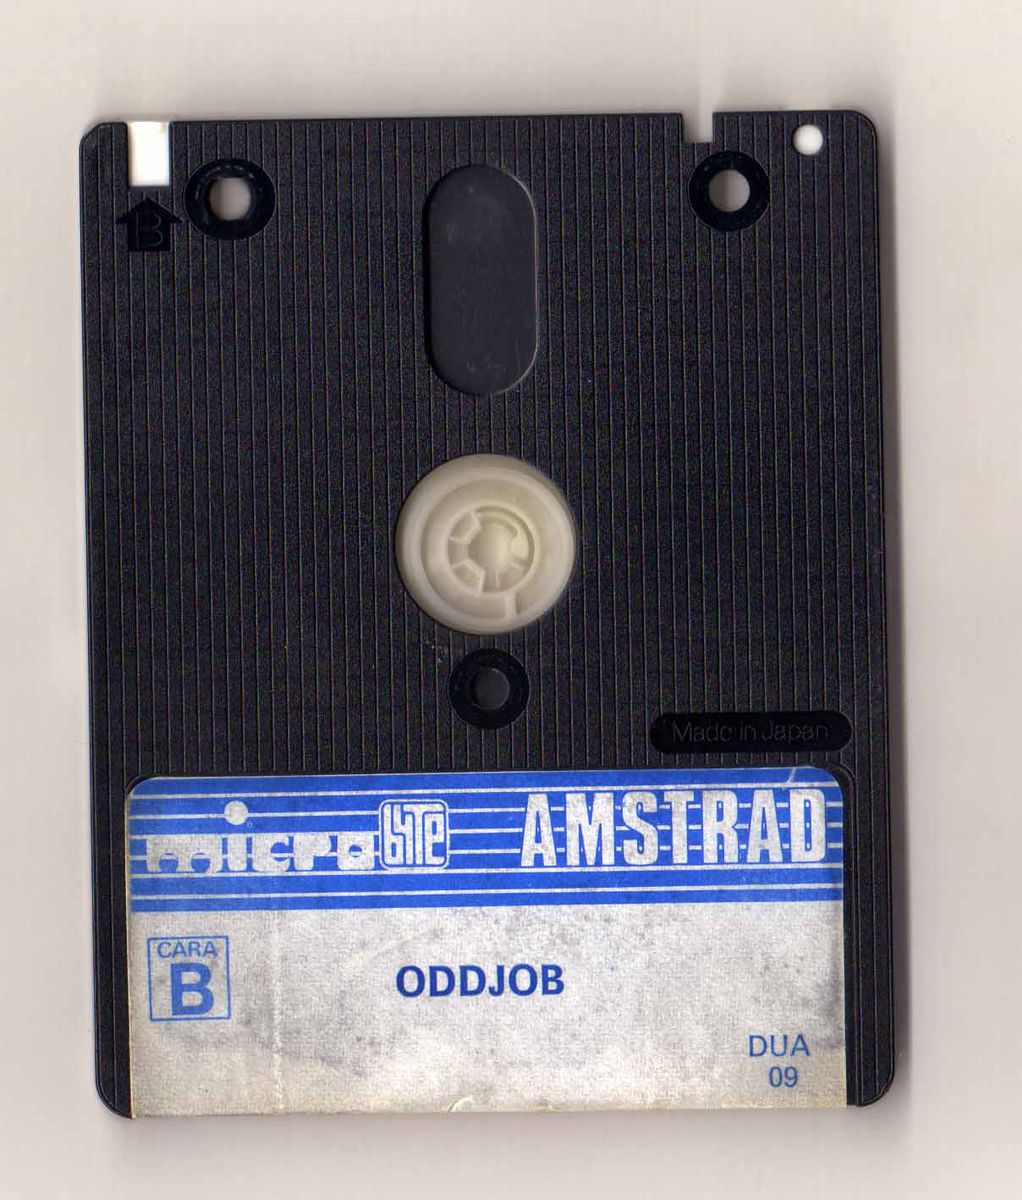 B
Made in Japan
micro BYTE AMSTRAD
CARA
B
ODDJOB
DUA
09